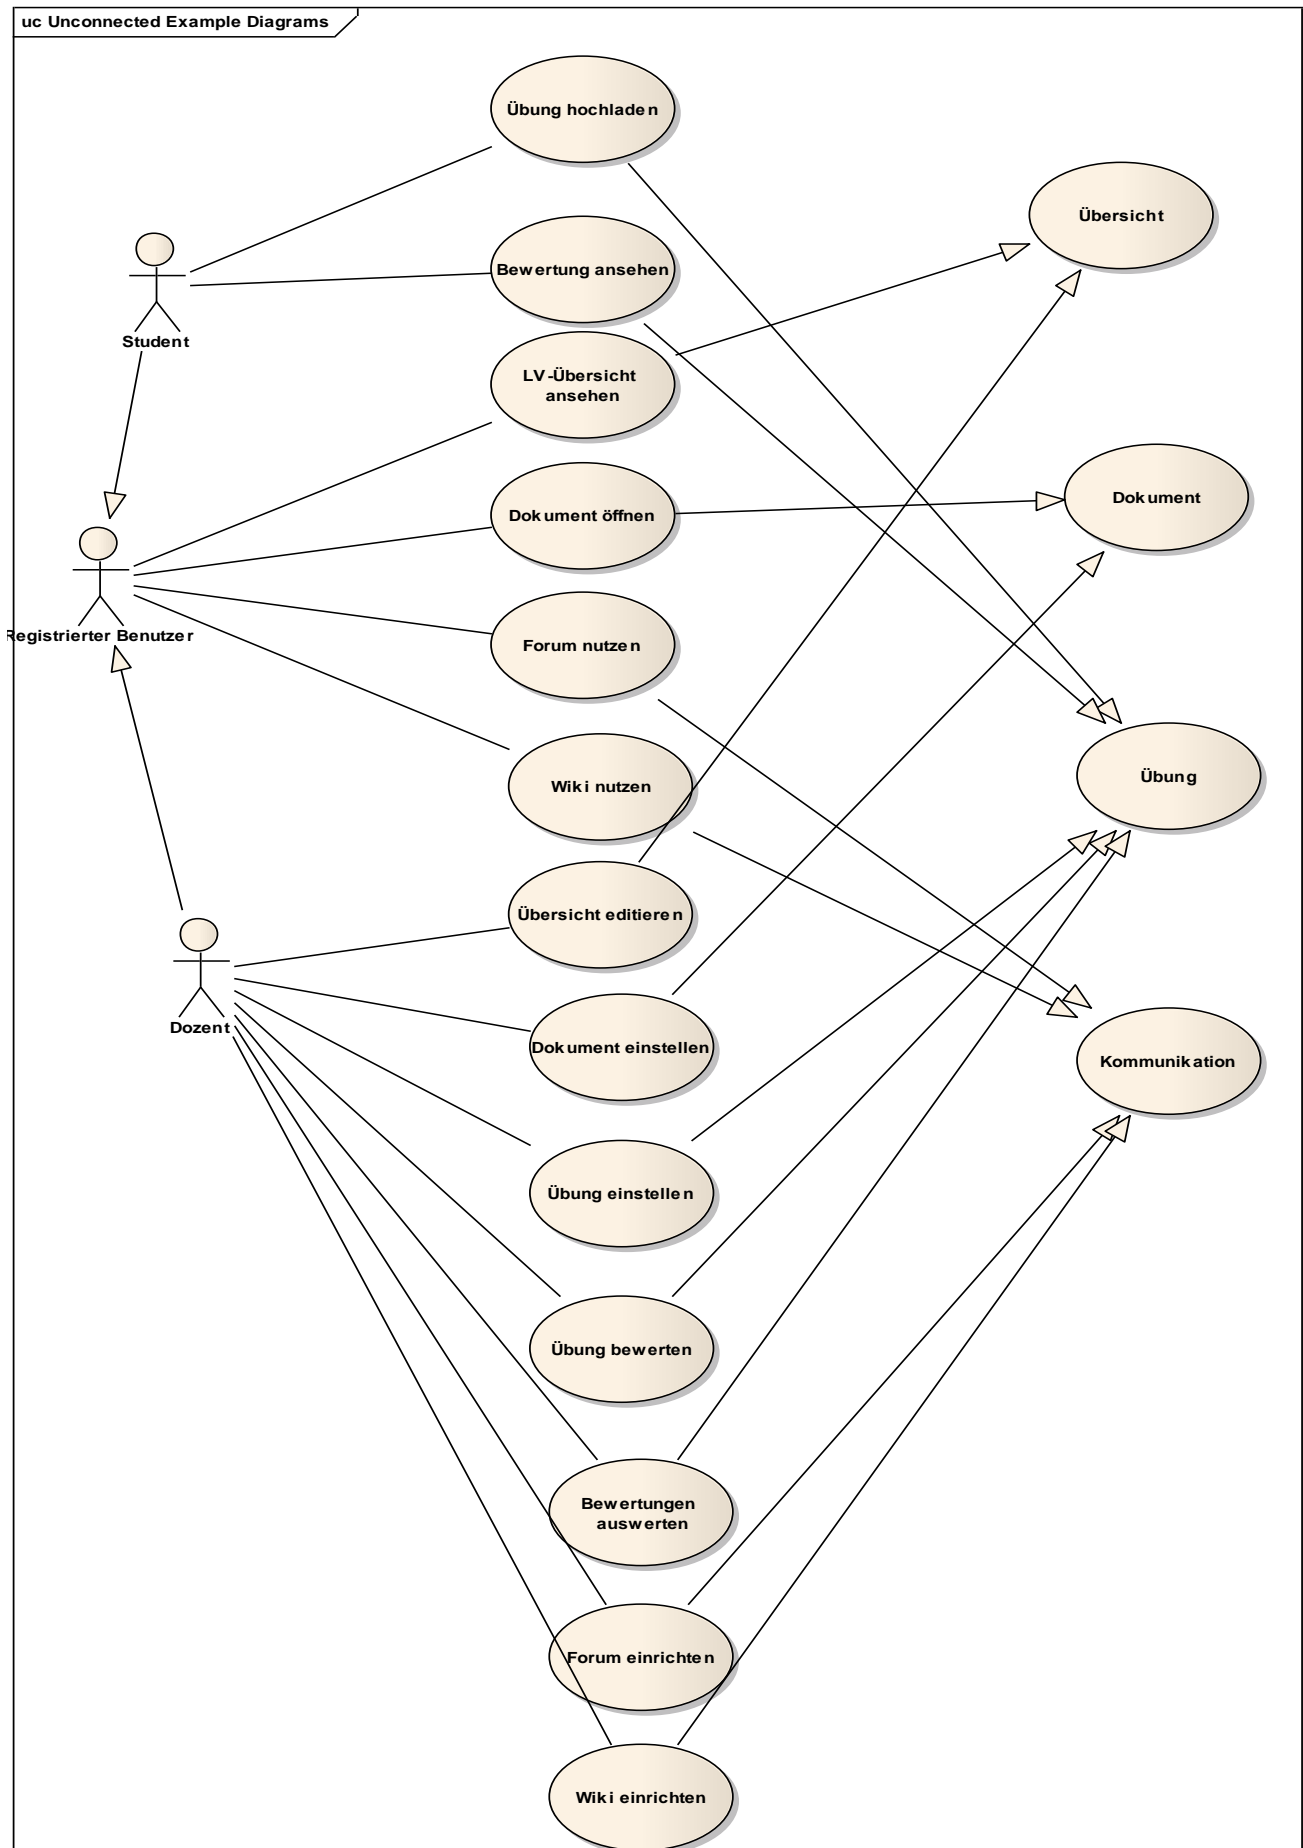 uc Unconnected Example Diagrams
Übung hochladen
Übersicht
Bewertung ansehen
Student
LV-Übersicht
ansehen
Dokument öffnen
Dokument
Registrierter Benutzer
Forum nutzen
Wiki nutzen
Übung
Übersicht editieren
Dozent
Dokument einstellen
Kommunikation
Übung einstellen
Übung bewerten
Bewertungen
auswerten
Forum einrichten
Wiki einrichten